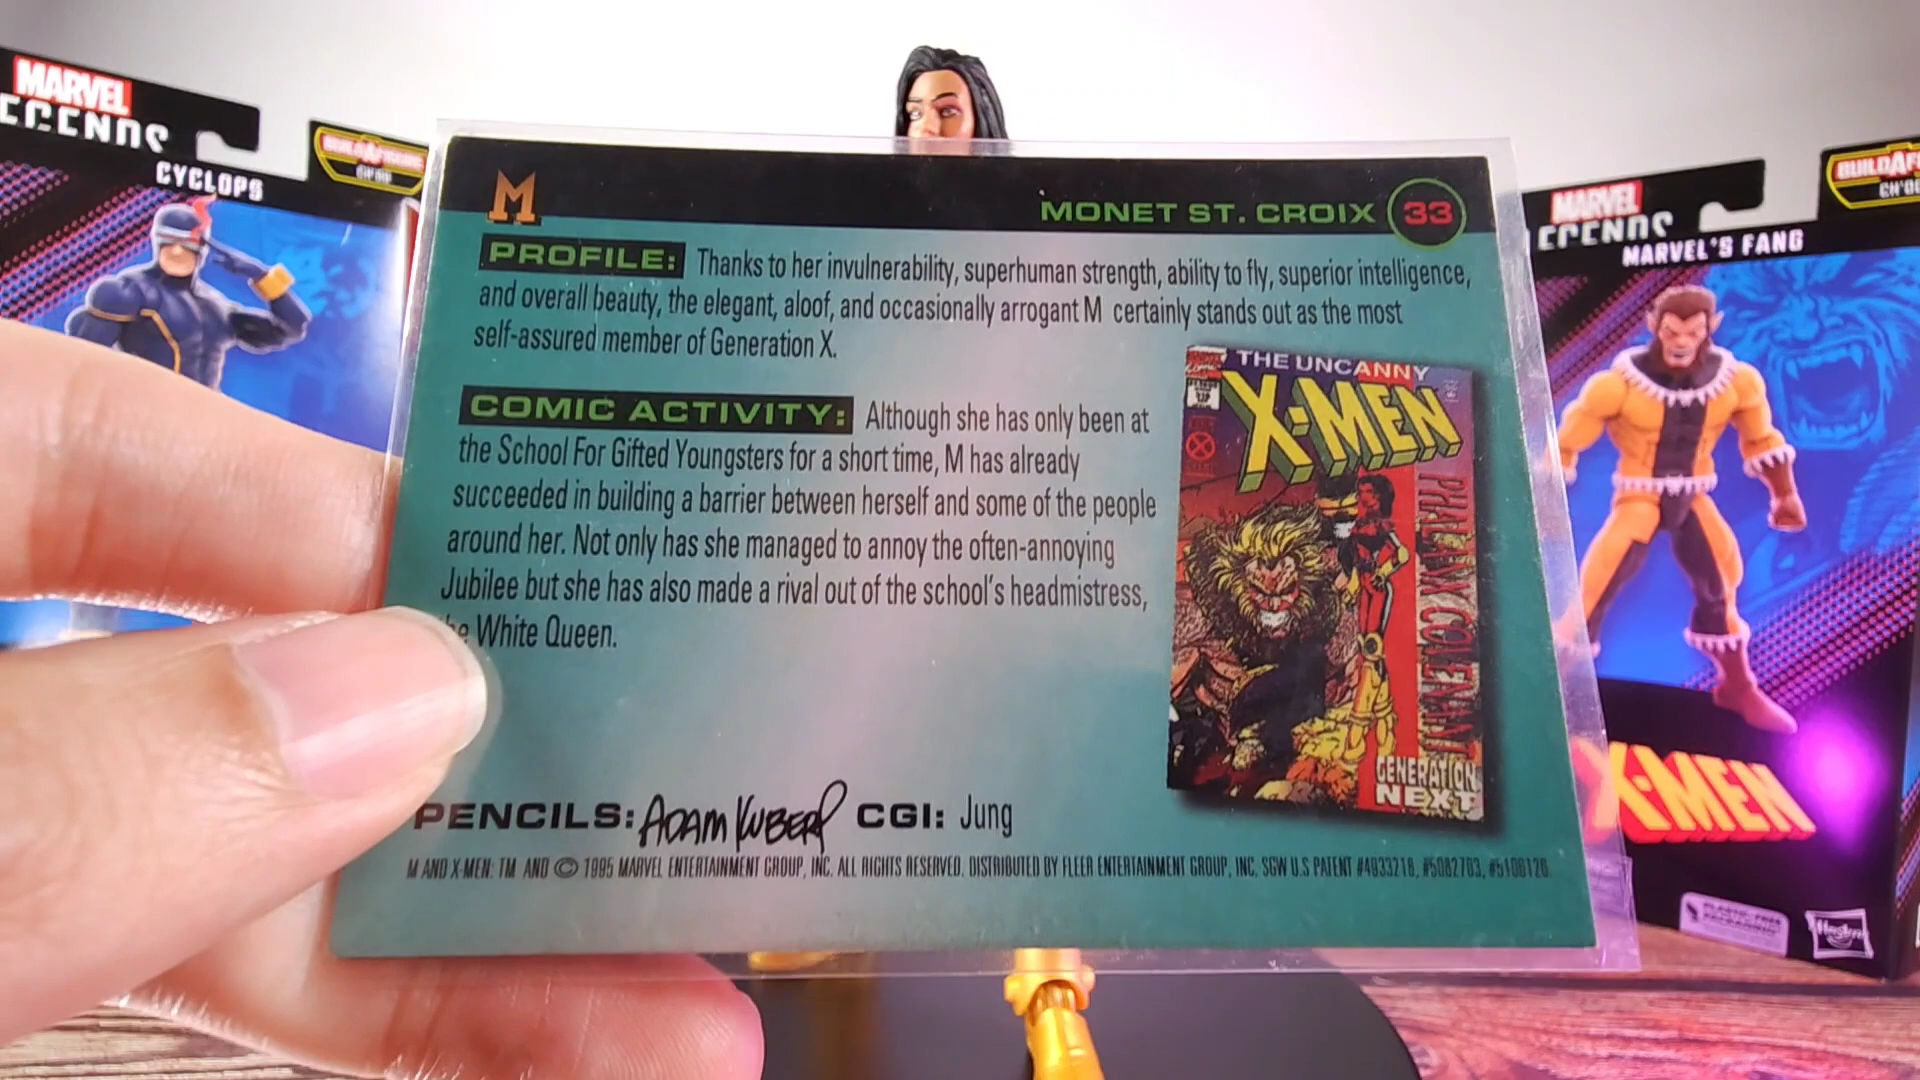 MARVEL
LEGENDS
CYCLOPS
BUILD A FIGURE
M
MONET ST. CROIX 33
PROFILE: Thanks to her invulnerability, superhuman strength, ability to fly, superior intelligence,
and overall beauty, the elegant, aloof, and occasionally arrogant M certainly stands out as the most
self-assured member of Generation X.
COMIC ACTIVITY: Although she has only been at
the School For Gifted Youngsters for a short time, M has already
succeeded in building a barrier between herself and some of the people
around her. Not only has she managed to annoy the often-annoying
Jubilee but she has also made a rival out of the school's headmistress,
he White Queen.
PENCILS: ADAM KUBERT CGI: Jung
M AND X-MEN: TM AND © 1995 MARVEL ENTERTAINMENT GROUP, INC. ALL RIGHTS RESERVED. DISTRIBUTED BY FLEER ENTERTAINMENT GROUP, INC. SGW U.S PATENT #4933218, #5082703, #5108126
THE UNCANNY
X-MEN
PHALANX COVENANT
GENERATION
NEXT
MARVEL
LEGENDS
MARVEL'S FANG
BUILD A FI
X-MEN
PLASTIC-FREE
PACKAGING
Hasbro